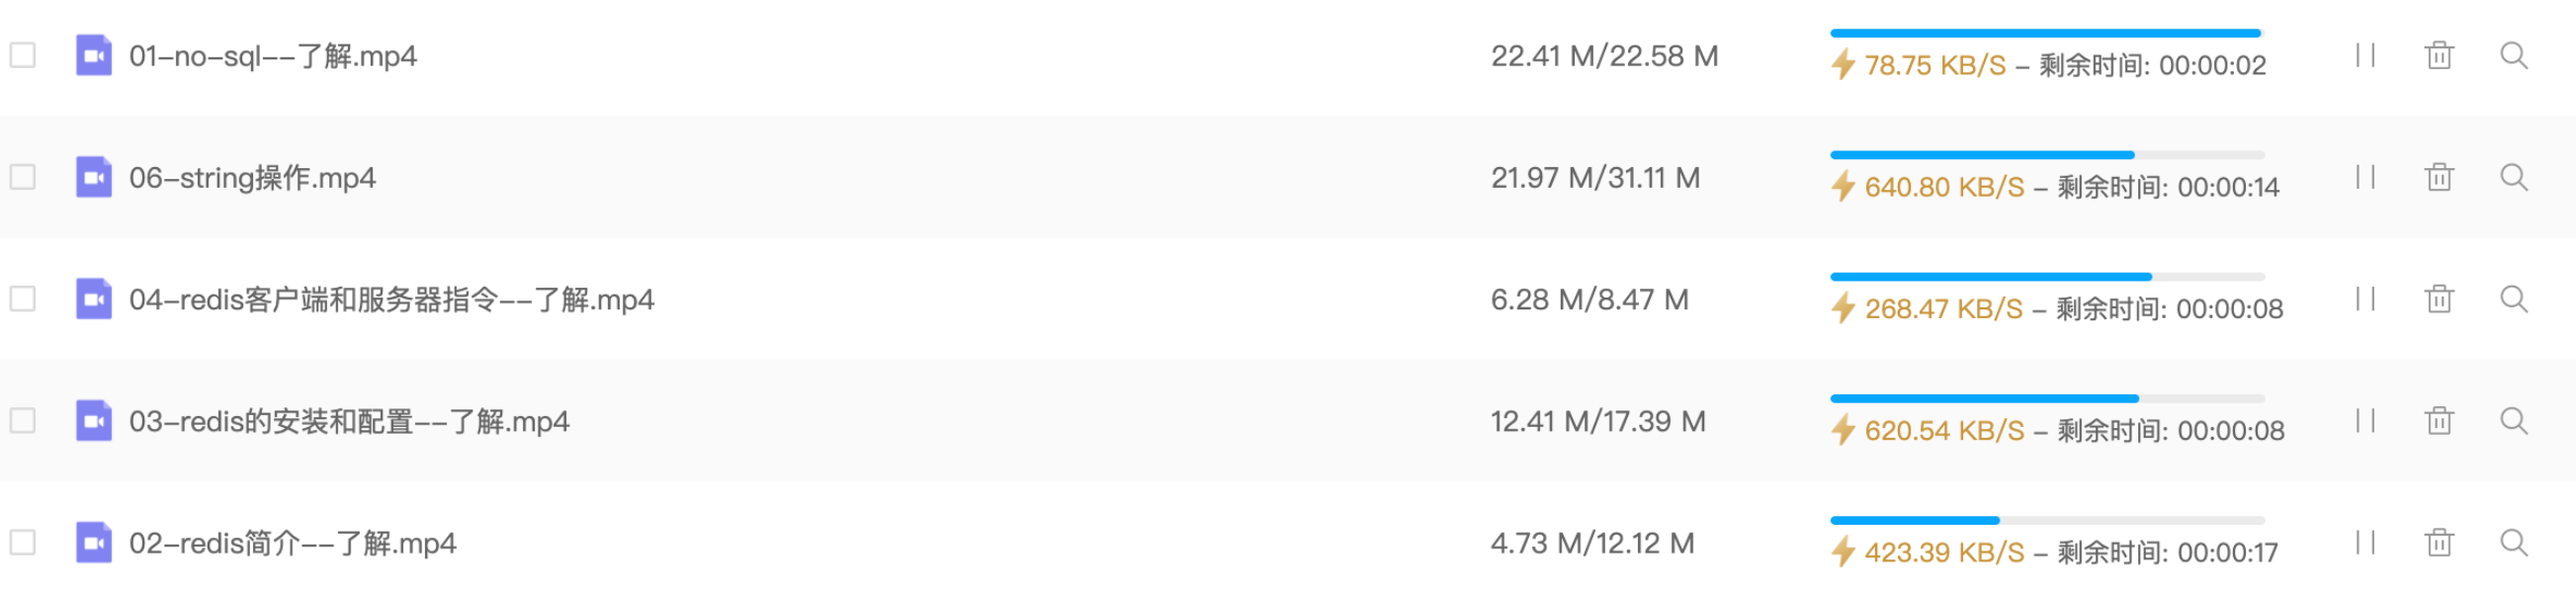 01-no-sql--了解.mp4 22.41 M/22.58 M 78.75 KB/S - 剩余时间: 00:00:02
06-string操作.mp4 21.97 M/31.11 M 640.80 KB/S - 剩余时间: 00:00:14
04-redis客户端和服务器指令--了解.mp4 6.28 M/8.47 M 268.47 KB/S - 剩余时间: 00:00:08
03-redis的安装和配置--了解.mp4 12.41 M/17.39 M 620.54 KB/S - 剩余时间: 00:00:08
02-redis简介--了解.mp4 4.73 M/12.12 M 423.39 KB/S - 剩余时间: 00:00:17